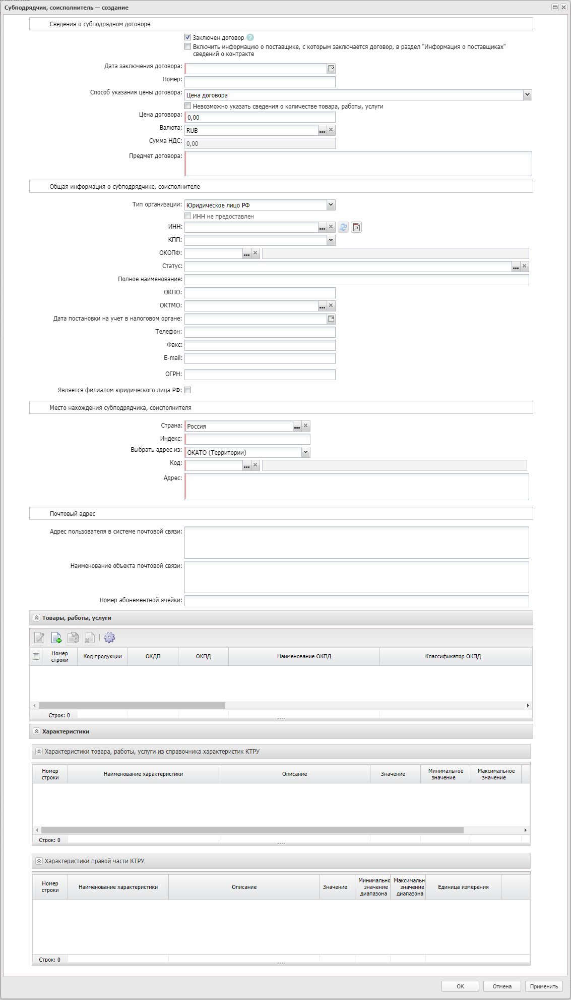 Субподрядчик, соисполнитель — создание
Сведения о субподрядном договоре
Заключен договор ?
Включить информацию о поставщике, с которым заключается договор, в раздел "Информация о поставщиках"
сведений о контракте
Дата заключения договора:
Номер:
Способ указания цены договора: Цена договора
Невозможно указать сведения о количестве товара, работы, услуги
Цена договора: 0,00
Валюта: RUB
Сумма НДС: 0,00
Предмет договора:
Общая информация о субподрядчике, соисполнителе
Тип организации: Юридическое лицо РФ
ИНН не предоставлен
ИНН:
КПП:
ОКОПФ:
Статус:
Полное наименование:
ОКПО:
ОКТМО:
Дата постановки на учет в налоговом органе:
Телефон:
Факс:
E-mail:
ОГРН:
Является филиалом юридического лица РФ:
Место нахождения субподрядчика, соисполнителя
Страна: Россия
Индекс:
Выбрать адрес из: ОКАТО (Территории)
Код:
Адрес:
Почтовый адрес
Адрес пользователя в системе почтовой связи:
Наименование объекта почтовой связи:
Номер абонементной ячейки:
Товары, работы, услуги
Номер строки Код продукции ОКДП ОКПД Наименование ОКПД Классификатор ОКПД
Строк: 0
Характеристики
Характеристики товара, работы, услуги из справочника характеристик КТРУ
Номер строки Наименование характеристики Описание Значение Минимальное значение Максимальное значение
Строк: 0
Характеристики правой части КТРУ
Номер строки Наименование характеристики Описание Значение Минимально значение диапазона Максимальн значение диапазона Единица измерения
Строк: 0
ОК Отмена Применить